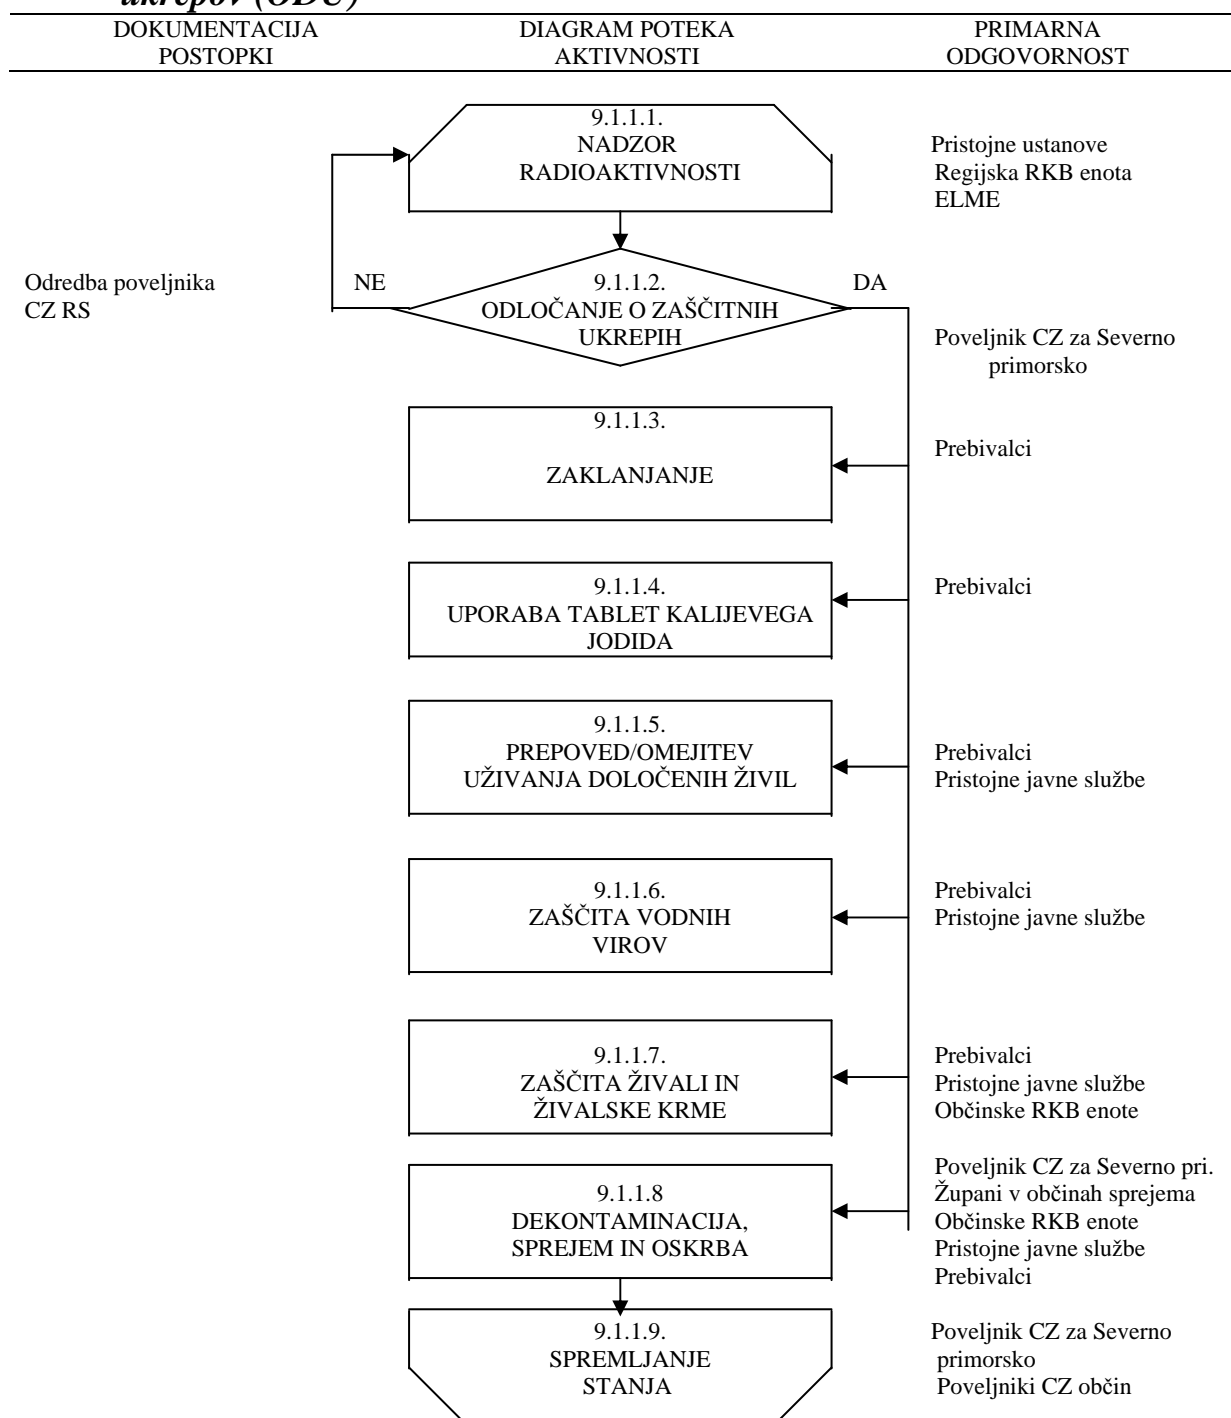 ukrepov (ODU)
DOKUMENTACIJA
POSTOPKI
DIAGRAM POTEKA
AKTIVNOSTI
PRIMARNA
ODGOVORNOST
9.1.1.1.
NADZOR
RADIOAKTIVNOSTI
Pristojne ustanove
Regijska RKB enota
ELME
Odredba poveljnika
CZ RS
NE
9.1.1.2.
ODLOČANJE O ZAŠČITNIH
UKREPIH
DA
Poveljnik CZ za Severno
primorsko
9.1.1.3.
ZAKLANJANJE
Prebivalci
9.1.1.4.
UPORABA TABLET KALIJEVEGA
JODIDA
Prebivalci
9.1.1.5.
PREPOVED/OMEJITEV
UŽIVANJA DOLOČENIH ŽIVIL
Prebivalci
Pristojne javne službe
9.1.1.6.
ZAŠČITA VODNIH
VIROV
Prebivalci
Pristojne javne službe
9.1.1.7.
ZAŠČITA ŽIVALI IN
ŽIVALSKE KRME
Prebivalci
Pristojne javne službe
Občinske RKB enote
9.1.1.8
DEKONTAMINACIJA,
SPREJEM IN OSKRBA
Poveljnik CZ za Severno pri.
Župani v občinah sprejema
Občinske RKB enote
Pristojne javne službe
Prebivalci
9.1.1.9.
SPREMLJANJE
STANJA
Poveljnik CZ za Severno
primorsko
Poveljniki CZ občin